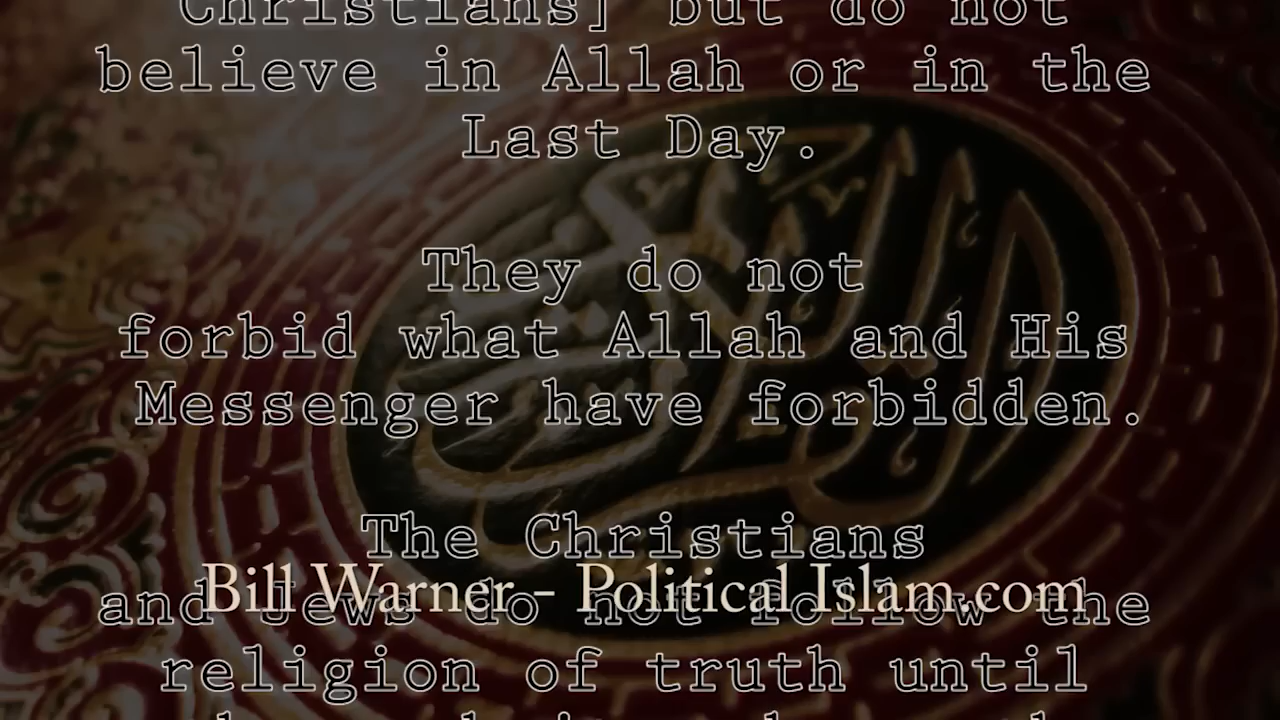 Christians] but do not
believe in Allah or in the
Last Day.
They do not
forbid what Allah and His
Messenger have forbidden.
The Christians
Bill Warner - Political Islam.com
and Jews do not follow the
religion of truth until